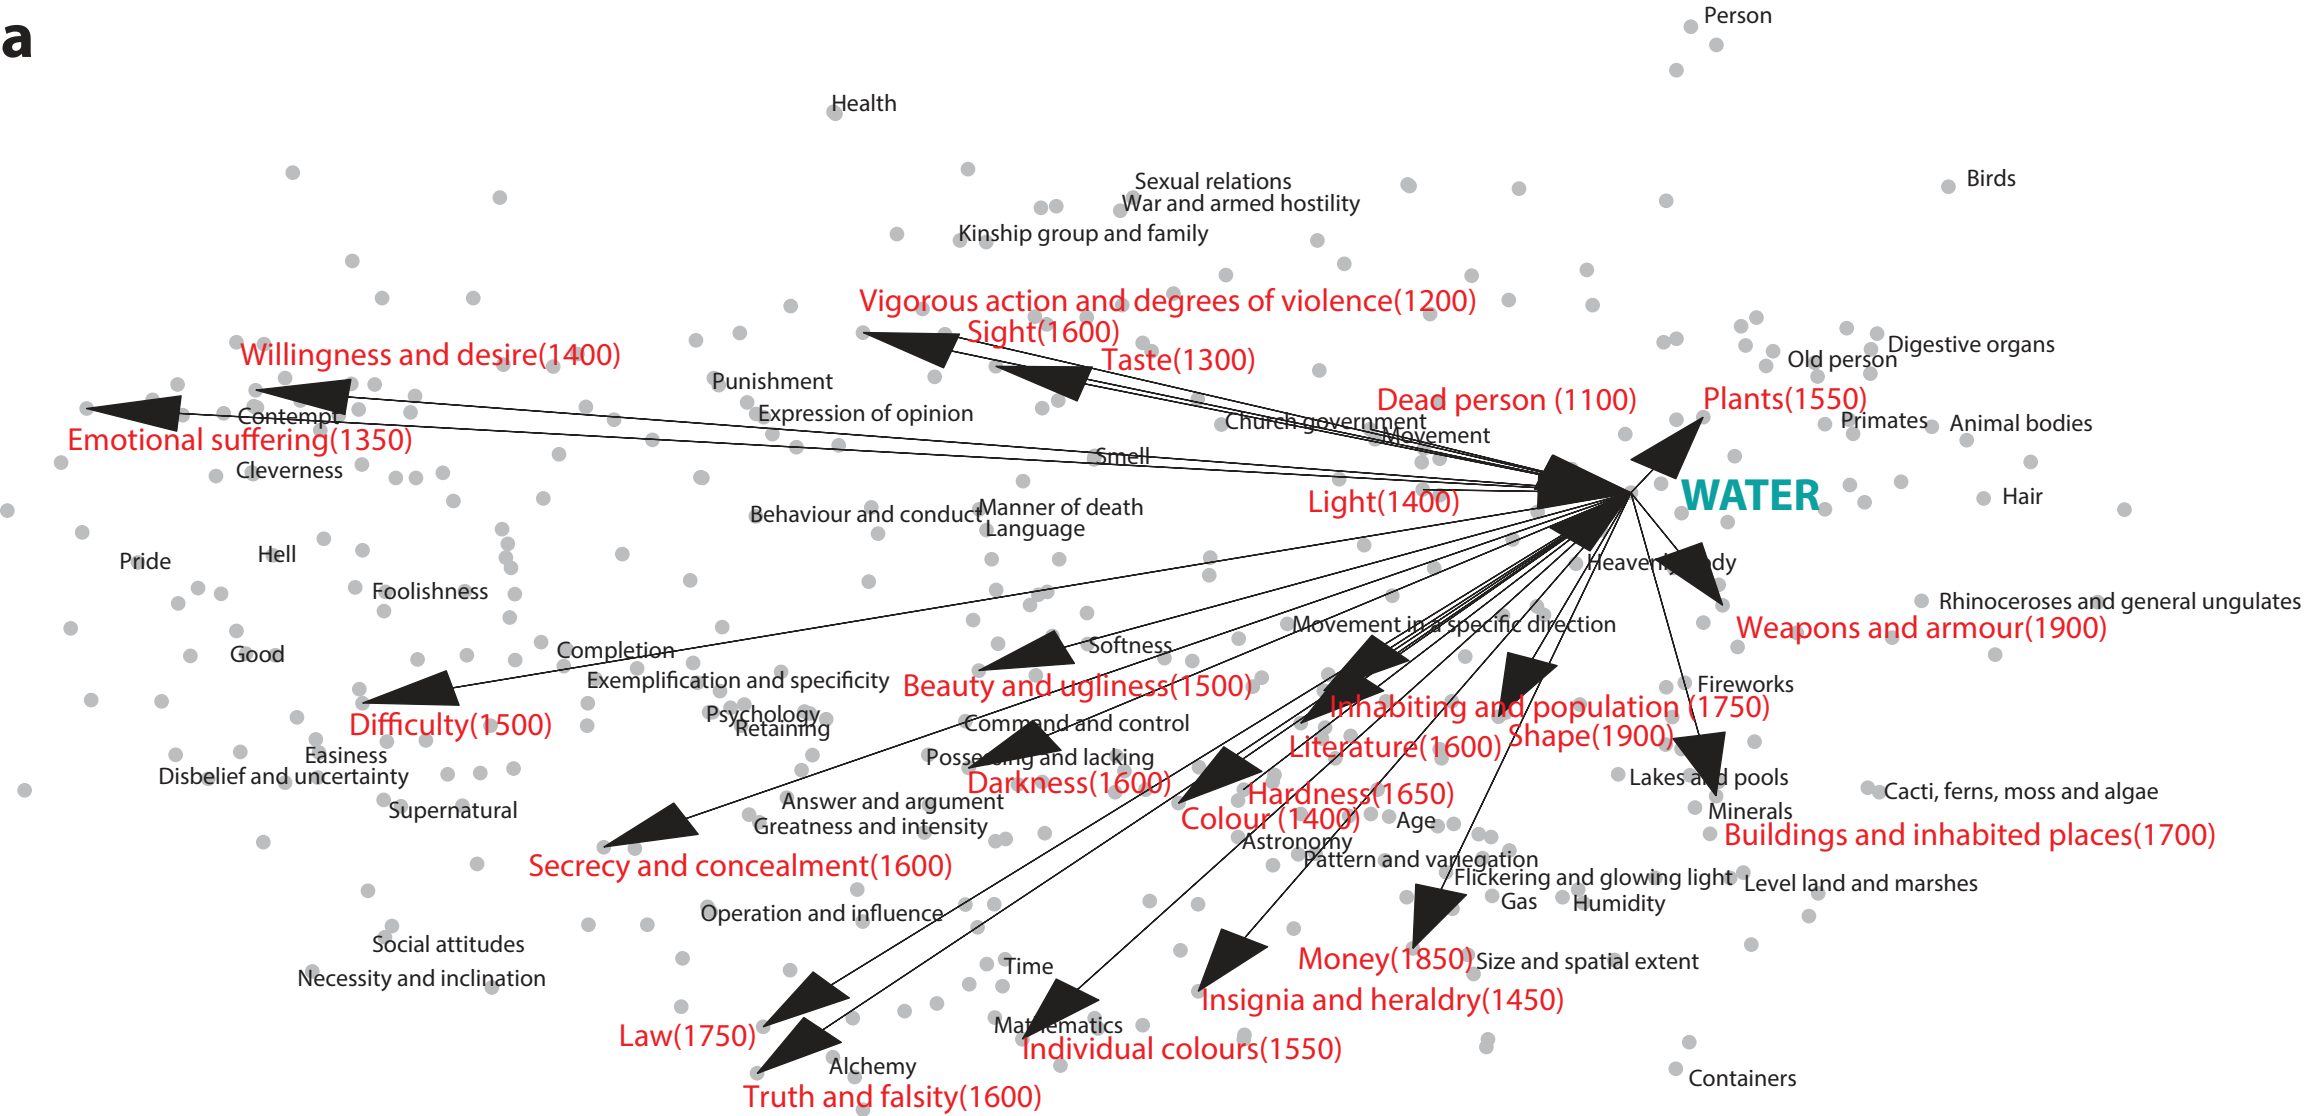 a
Person
Health
Sexual relations
Birds
War and armed hostility
Kinship group and family
Vigorous action and degrees of violence(1200)
Sight(1600)
Digestive organs
Willingness and desire(1400)
Taste(1300)
Old person
Punishment
Dead person (1100)
Plants(1550)
Contempt
Expression of opinion
Church government
Primates
Animal bodies
Emotional suffering(1350)
Movement
Smell
Cleverness
WATER
Hair
Light(1400)
Behaviour and conduct
Manner of death
Language
Pride
Hell
Heavenly body
Foolishness
Rhinoceroses and general ungulates
Movement in a specific direction
Weapons and armour(1900)
Good
Completion
Softness
Exemplification and specificity
Beauty and ugliness(1500)
Fireworks
Psychology
Inhabiting and population (1750)
Difficulty(1500)
Retaining
Command and control
Shape(1900)
Literature(1600)
Easiness
Possessing and lacking
Disbelief and uncertainty
Darkness(1600)
Lakes and pools
Hardness(1650)
Cacti, ferns, moss and algae
Supernatural
Answer and argument
Minerals
Colour (1400)
Age
Greatness and intensity
Buildings and inhabited places(1700)
Astronomy
Secrecy and concealment(1600)
Pattern and variegation
Flickering and glowing light
Level land and marshes
Gas
Humidity
Operation and influence
Social attitudes
Money(1850)
Size and spatial extent
Time
Necessity and inclination
Insignia and heraldry(1450)
Law(1750)
Mathematics
Individual colours(1550)
Alchemy
Containers
Truth and falsity(1600)